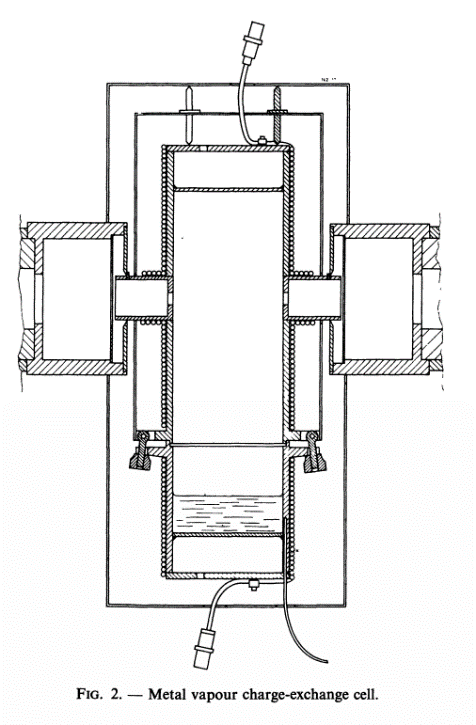 FIG. 2. — Metal vapour charge-exchange cell.